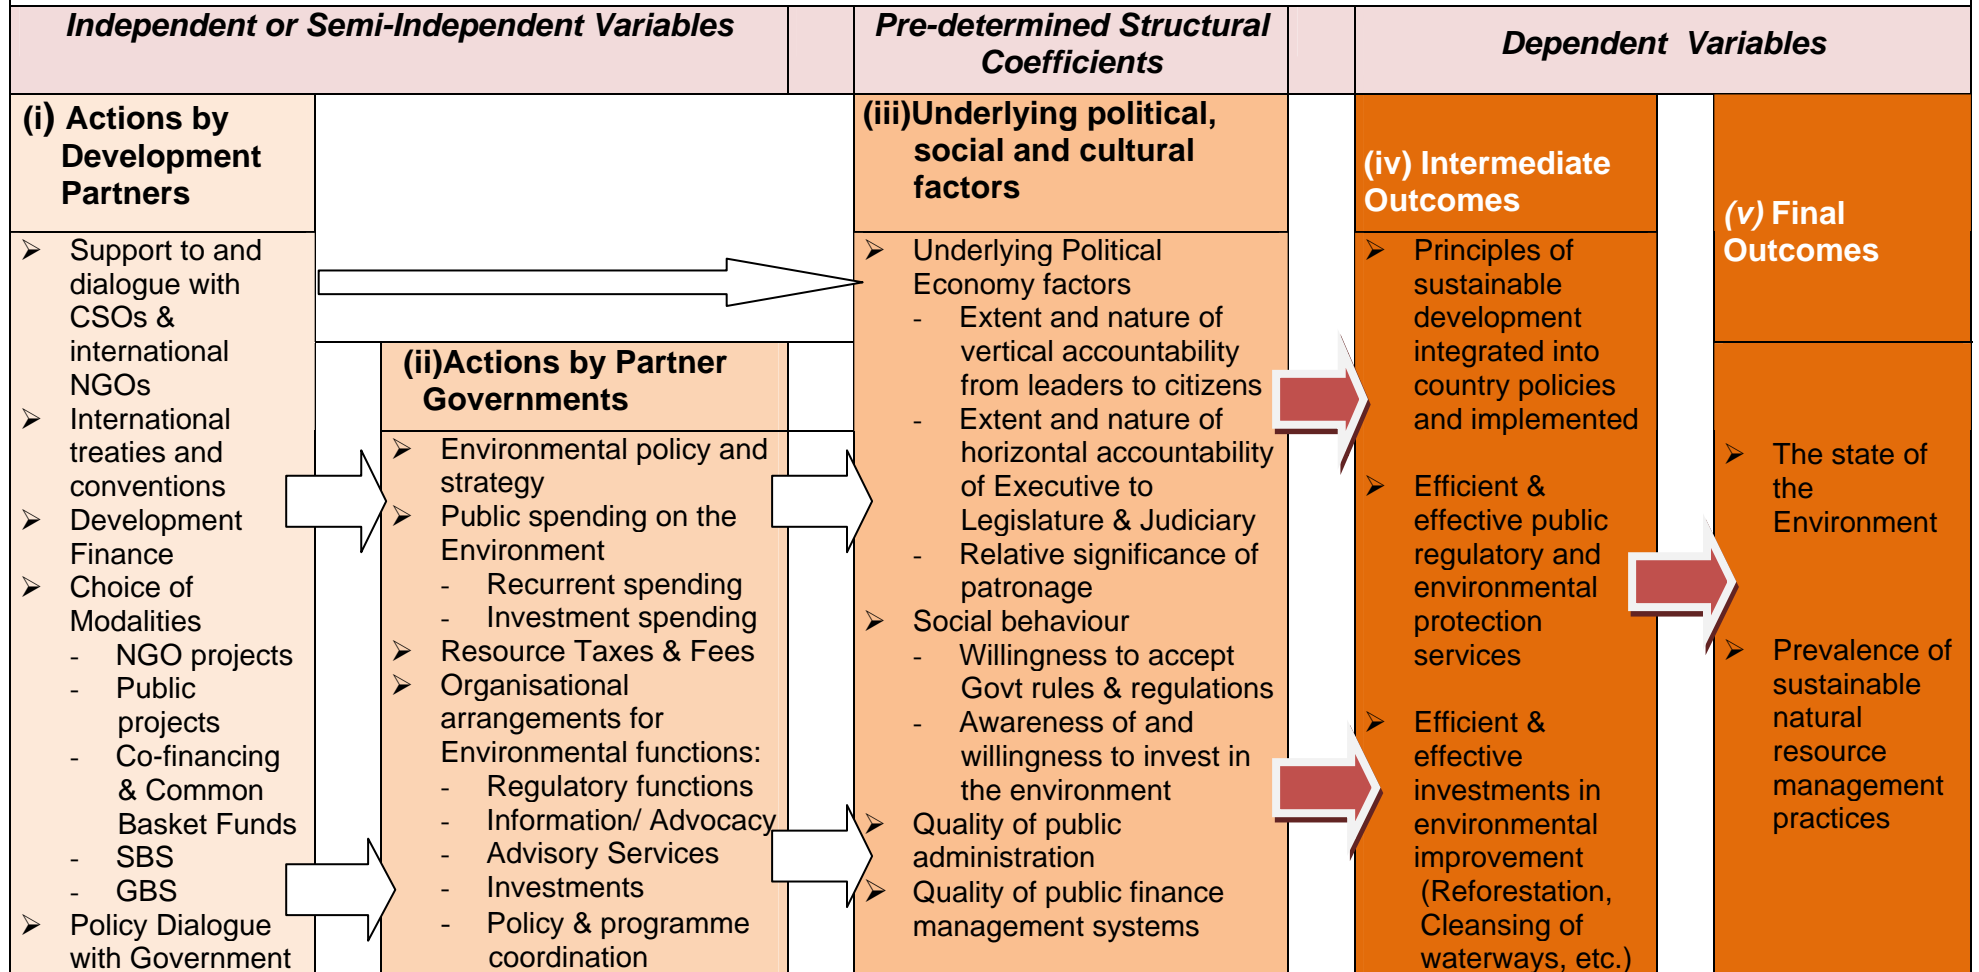 Independent or Semi-Independent Variables
Pre-determined Structural
Coefficients
Dependent Variables
(i) Actions by
Development
Partners
➢ Support to and
dialogue with
CSOs &
international
NGOs
➢ International
treaties and
conventions
➢ Development
Finance
➢ Choice of
Modalities
- NGO projects
- Public
projects
- Co-financing
& Common
Basket Funds
- SBS
- GBS
➢ Policy Dialogue
with Government
(ii)Actions by Partner
Governments
➢ Environmental policy and
strategy
➢ Public spending on the
Environment
- Recurrent spending
- Investment spending
➢ Resource Taxes & Fees
➢ Organisational
arrangements for
Environmental functions:
- Regulatory functions
- Information/ Advocacy
- Advisory Services
- Investments
- Policy & programme
coordination
(iii)Underlying political,
social and cultural
factors
➢ Underlying Political
Economy factors
- Extent and nature of
vertical accountability
from leaders to citizens
- Extent and nature of
horizontal accountability
of Executive to
Legislature & Judiciary
- Relative significance of
patronage
➢ Social behaviour
- Willingness to accept
Govt rules & regulations
- Awareness of and
willingness to invest in
the environment
➢ Quality of public
administration
➢ Quality of public finance
management systems
(iv) Intermediate
Outcomes
➢ Principles of
sustainable
development
integrated into
country policies
and implemented
➢ Efficient &
effective public
regulatory and
environmental
protection
services
➢ Efficient &
effective
investments in
environmental
improvement
(Reforestation,
Cleansing of
waterways, etc.)
(v) Final
Outcomes
➢ The state of
the
Environment
➢ Prevalence of
sustainable
natural
resource
management
practices